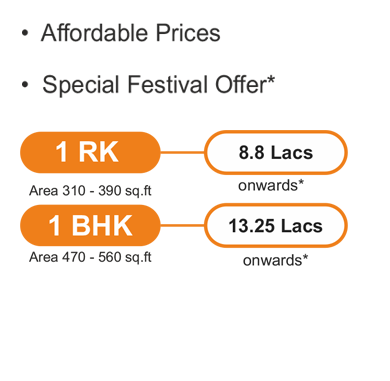 • Affordable Prices
• Special Festival Offer*
1 RK
8.8 Lacs
Area 310 - 390 sq.ft
onwards*
1 BHK
13.25 Lacs
Area 470 - 560 sq.ft
onwards*